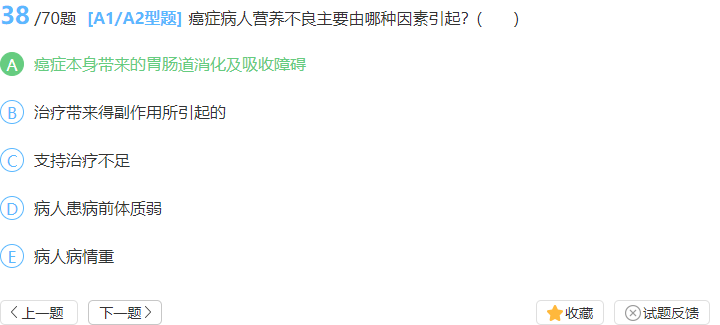 38 /70题 [A1/A2型题] 癌症病人营养不良主要由哪种因素引起?( )
A 癌症本身带来的胃肠道消化及吸收障碍
B 治疗带来得副作用所引起的
C 支持治疗不足
D 病人患病前体质弱
E 病人病情重
上一题 下一题 收藏 试题反馈